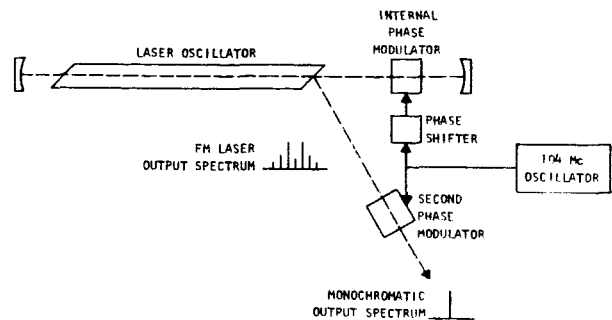 LASER OSCILLATOR
INTERNAL
PHASE
MODULATOR
PHASE
SHIFTER
FM LASER
OUTPUT SPECTRUM
104 Mc
OSCILLATOR
SECOND
PHASE
MODULATOR
MONOCHROMATIC
OUTPUT SPECTRUM